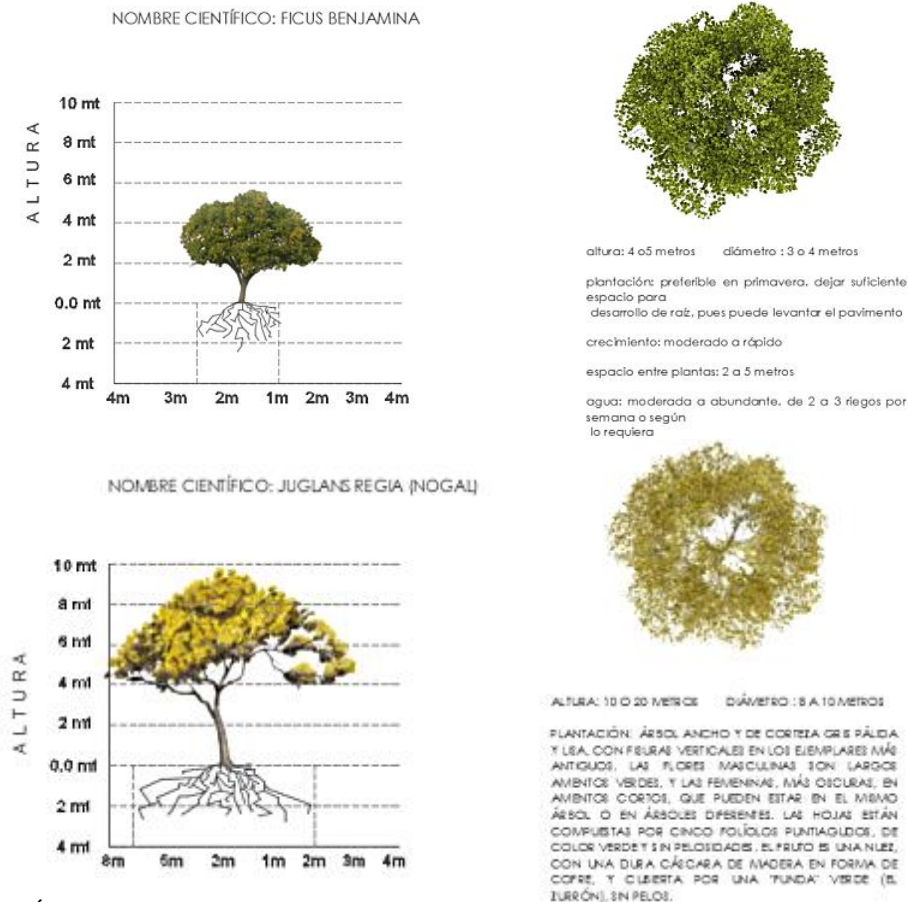 NOMBRE CIENTÍFICO: FICUS BENJAMINA
ALTURA
10 mt
8 mt
6 mt
4 mt
2 mt
0.0 mt
2 mt
4 mt
4m 3m 2m 1m 2m 3m 4m
altura: 4 o5 metros diámetro : 3 o 4 metros
plantación: preferible en primavera. dejar suficiente
espacio para
desarrollo de raíz, pues puede levantar el pavimento
crecimiento: moderado a rápido
espacio entre plantas: 2 a 5 metros
agua: moderada a abundante. de 2 a 3 riegos por
semana o según
lo requiera
NOMBRE CIENTÍFICO: JUGLANS REGIA (NOGAL)
ALTURA
10 mt
8 mt
6 mt
4 mt
2 mt
0.0 mt
2 mt
4 mt
8m 5m 2m 1m 2m 3m 4m
ALTURA: 10 O 20 METROS DIÁMETRO : 8 A 10 METROS
PLANTACIÓN: ÁRBOL ANCHO Y DE CORTEZA GRIS PÁLIDA
Y LISA, CON FISURAS VERTICALES EN LOS EJEMPLARES MÁS
ANTIGUOS. LAS FLORES MASCULINAS SON LARGOS
AMENTOS VERDES, Y LAS FEMENINAS, MÁS OSCURAS, EN
AMENTOS CORTOS, QUE PUEDEN ESTAR EN EL MISMO
ÁRBOL O EN ÁRBOLES DIFERENTES. LAS HOJAS ESTÁN
COMPUESTAS POR CINCO FOLÍOLOS PUNTIAGUDOS, DE
COLOR VERDE Y SIN PELOSIDADES. EL FRUTO ES UNA NUEZ,
CON UNA DURA CÁSCARA DE MADERA EN FORMA DE
COFRE, Y CUBIERTA POR UNA "FUNDA" VERDE (EL
ZURRÓN), SIN PELOS.